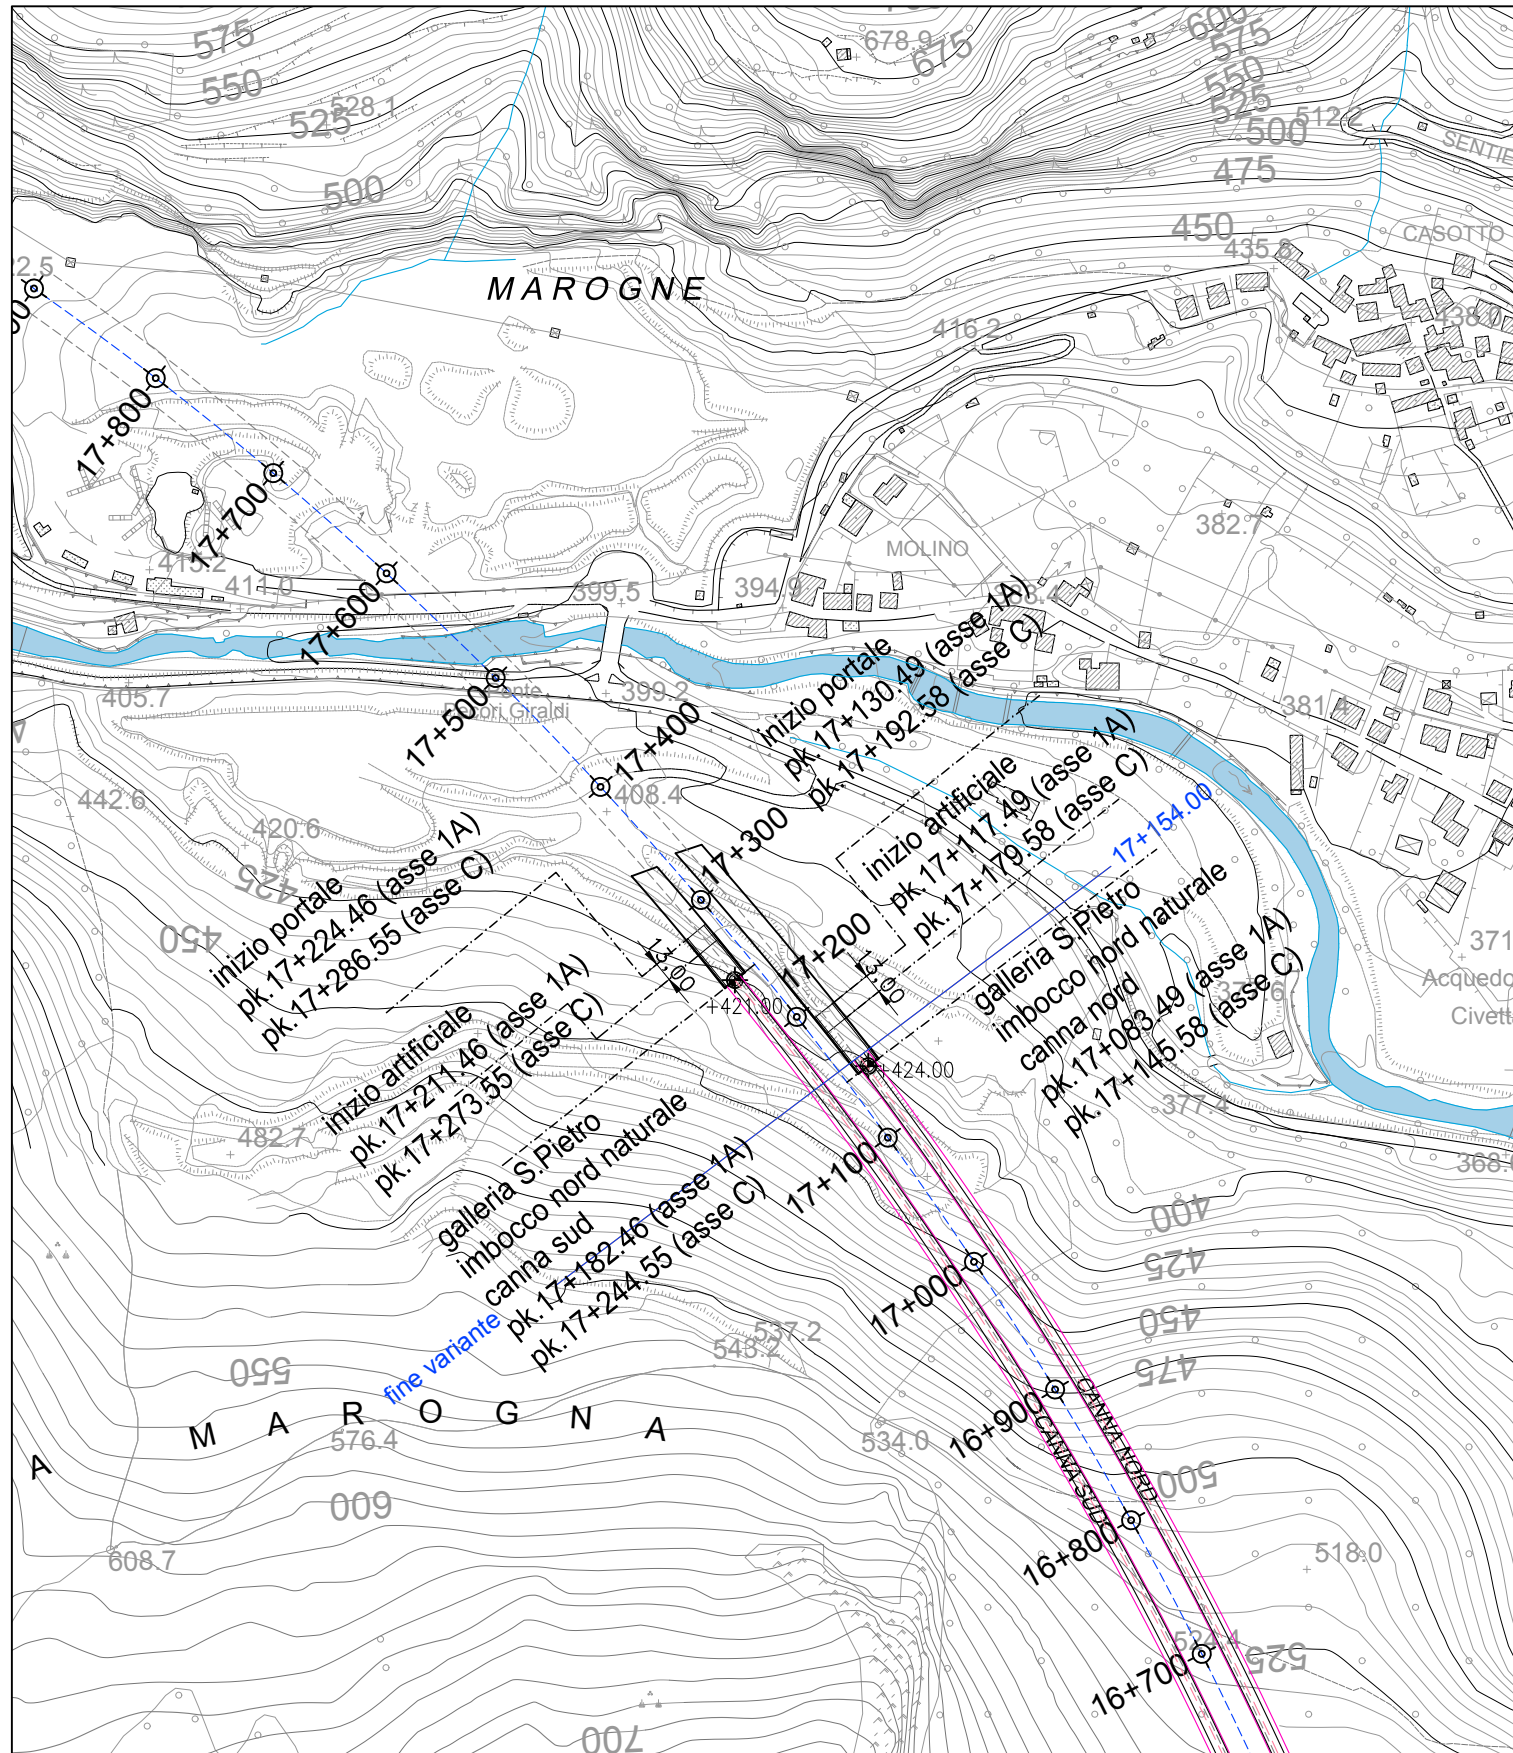 575
550
525
528.1
500
678.9
675
600
575
550
525
500
512.2
475
450
435.8
CASOTTO
438.0
MAROGNE
416.2
22.5
17+800
17+700
17+600
17+500
17+400
17+300
17+200
17+100
17+000
16+900
16+800
16+700
415.2
411.0
399.5
394.9
MOLINO
382.7
405.7
399.2
381.4
442.6
420.6
408.4
425
450
inizio portale
pk.17+130.49 (asse 1A)
pk.17+192.58 (asse C)
inizio artificiale
pk.17+117.49 (asse 1A)
pk.17+179.58 (asse C)
17+154.00
galleria S.Pietro
imbocco nord naturale
canna nord
pk.17+083.49 (asse 1A)
pk.17+145.58 (asse C)
inizio portale
pk.17+224.46 (asse 1A)
pk.17+286.55 (asse C)
inizio artificiale
pk.17+211.46 (asse 1A)
pk.17+273.55 (asse C)
galleria S.Pietro
imbocco nord naturale
canna sud
pk.17+182.46 (asse 1A)
pk.17+244.55 (asse C)
fine variante
13,00
13,00
+421.00
+424.00
371
377.4
368.
482.7
537.2
543.2
534.0
550
576.4
A MAROGNA
600
608.7
400
425
450
475
500
518.0
524.4
525
700
CANNA NORD
CANNA SUD